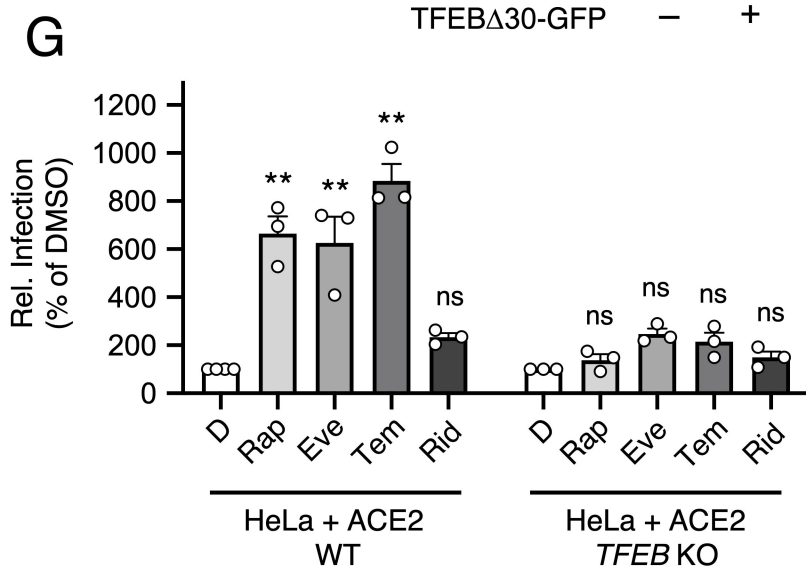 TFEBΔ30-GFP – +
G
Rel. Infection
(% of DMSO)
1200
1000
800
600
400
200
0
** ** ** ns ns ns ns ns
D Rap Eve Tem Rid D Rap Eve Tem Rid
HeLa + ACE2 HeLa + ACE2
WT TFEB KO